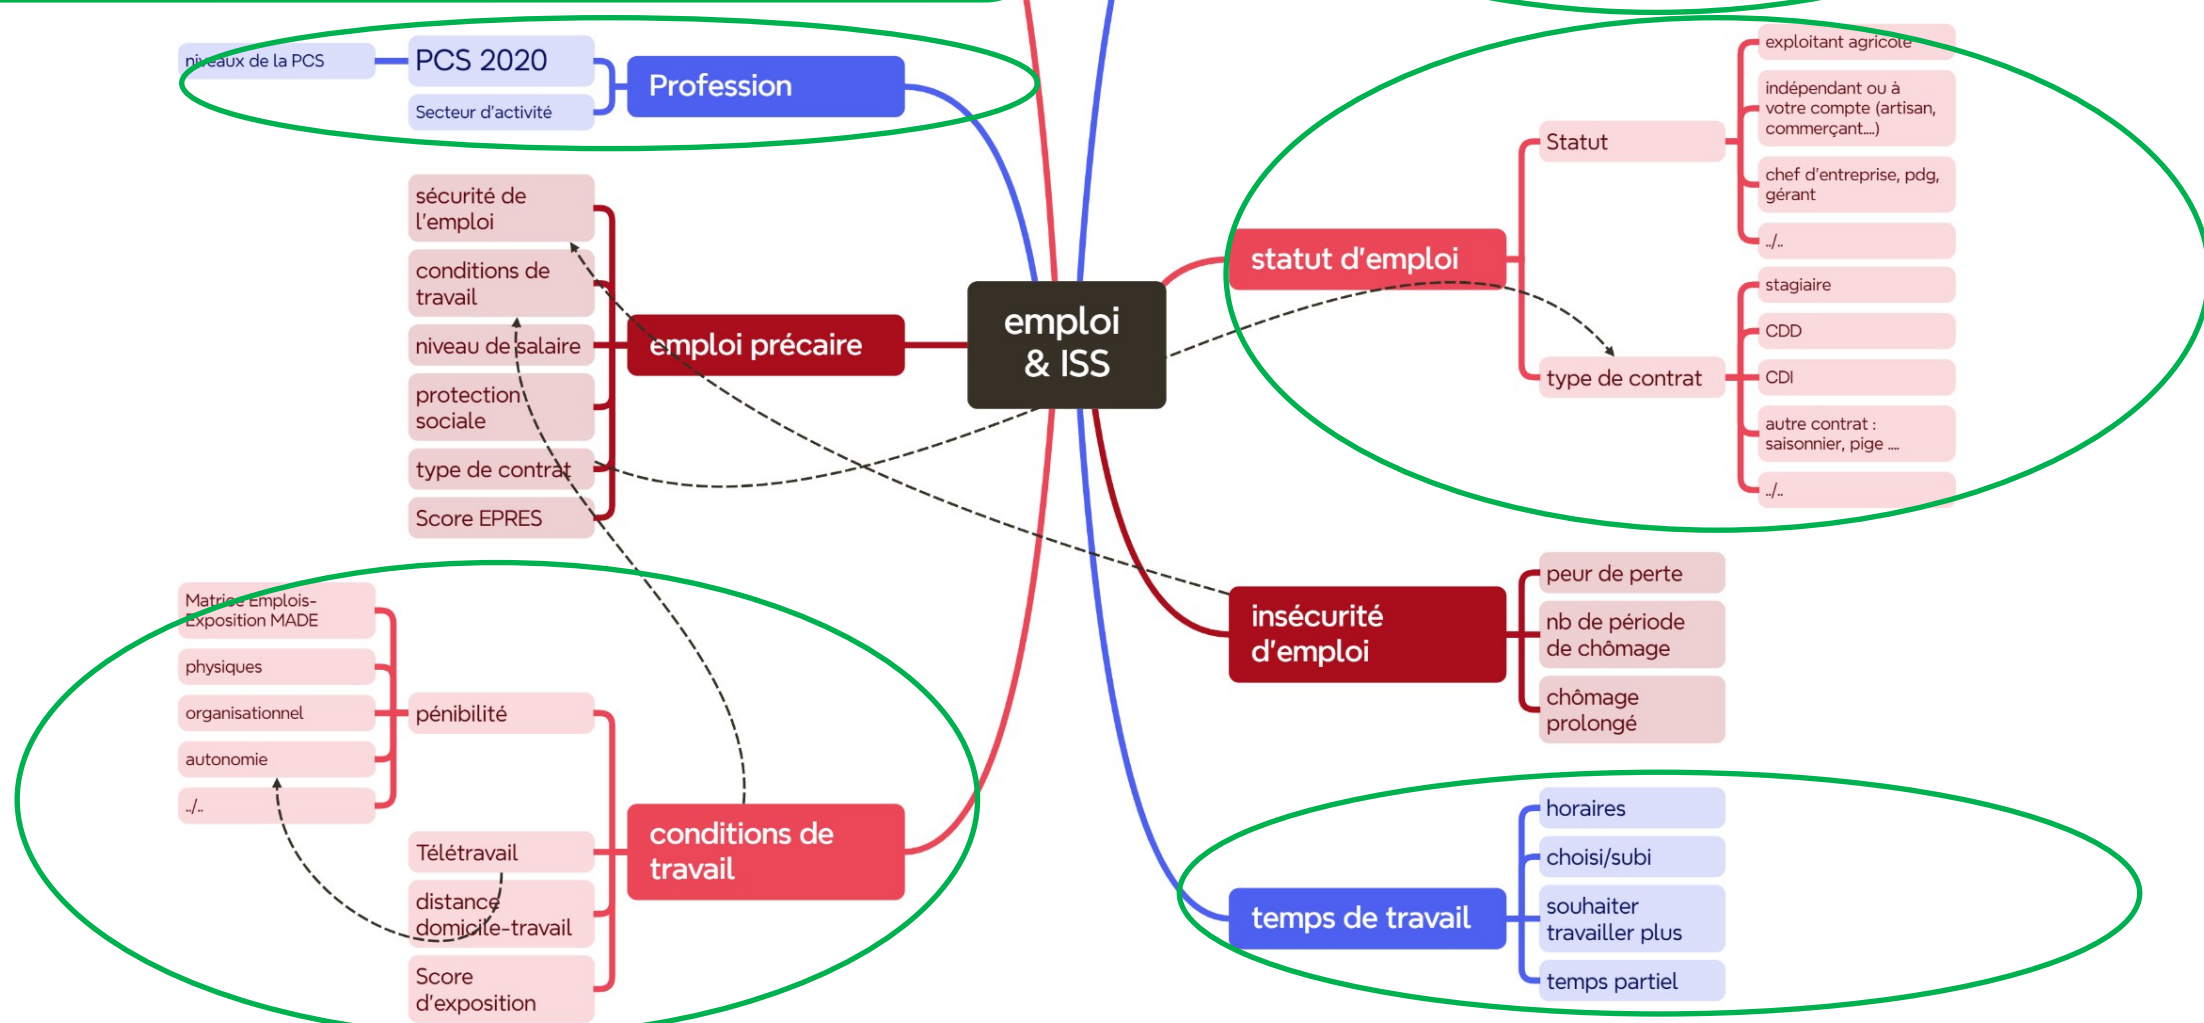 niveaux de la PCS
PCS 2020
Secteur d'activité
Profession
sécurité de
l'emploi
conditions de
travail
niveau de salaire
protection
sociale
type de contrat
Score EPRES
emploi précaire
Matrice Emplois-
Exposition MADE
physiques
organisationnel
autonomie
../..
pénibilité
Télétravail
distance
domicile-travail
Score
d'exposition
conditions de
travail
emploi
& ISS
statut d'emploi
Statut
exploitant agricole
indépendant ou à
votre compte (artisan,
commerçant...)
chef d'entreprise, pdg,
gérant
../..
type de contrat
stagiaire
CDD
CDI
autre contrat :
saisonnier, pige ....
../..
insécurité
d'emploi
peur de perte
nb de période
de chômage
chômage
prolongé
temps de travail
horaires
choisi/subi
souhaiter
travailler plus
temps partiel